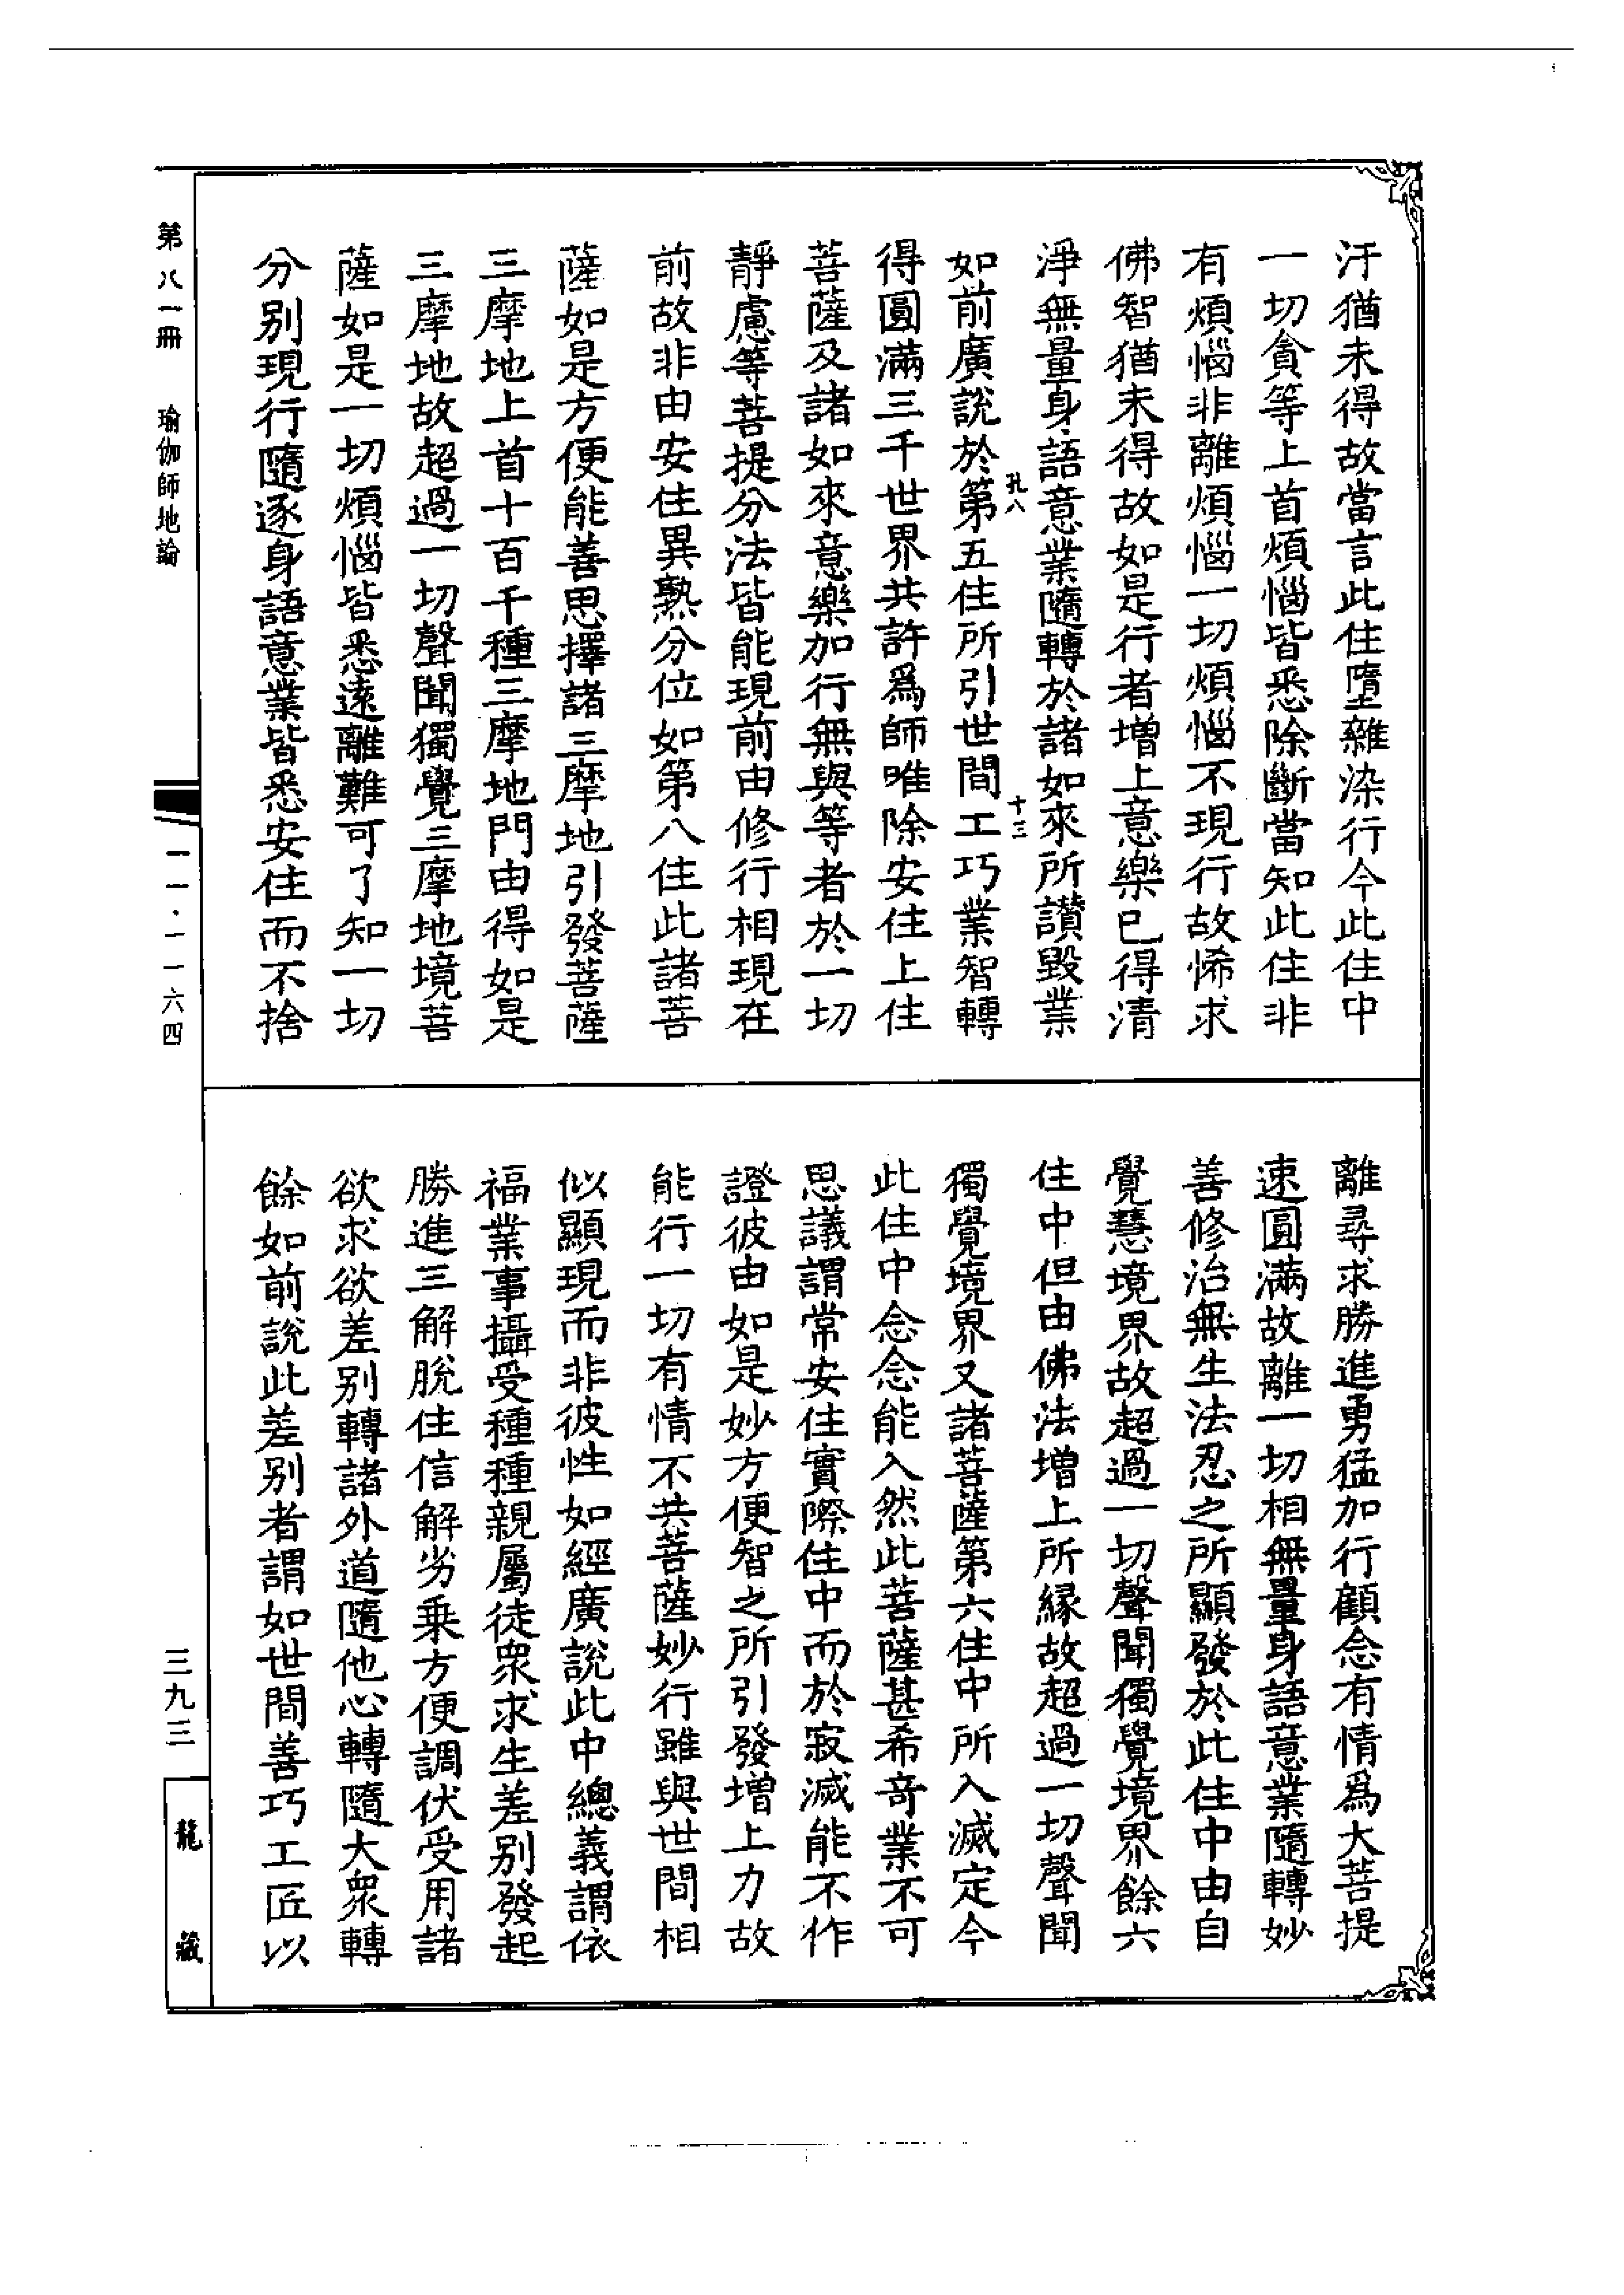 汙猶未得故當言此住墮雜染行今此住中
一切貪等上首煩惱皆悉除斷當知此住非
有煩惱非離煩惱一切煩惱不現行故悕求
佛智猶未得故如是行者增上意樂已得清
淨無量身語意業隨轉於諸如來所讚毀業
孔八
十三
如前廣說於第五住所引世間工巧業智轉
得圓滿三千世界共許爲師唯除安住上住
菩薩及諸如來意樂加行無與等者於一切
靜慮等菩提分法皆能現前由修行相現在
前故非由安住異熟分位如第八住此諸菩
薩如是方便能善思擇諸三摩地引發菩薩
三摩地上首十百千種三摩地門由得如是
三摩地故超過一切聲聞獨覺三摩地境菩
薩如是一切煩惱皆悉遠離難可了知一切
分別現行隨逐身語意業皆悉安住而不捨
離尋求勝進勇猛加行顧念有情爲大菩提
速圓滿故離一切相無量身語意業隨轉妙
善修治無生法忍之所顯發於此住中由自
覺慧境界故超過一切聲聞獨覺境界餘六
住中但由佛法增上所緣故超過一切聲聞
獨覺境界又諸菩薩第六住中所入滅定今
此住中念念能入然此菩薩甚希奇業不可
思議謂常安住實際住中而於寂滅能不作
證彼由如是妙方便智之所引發增上力故
能行一切有情不共菩薩妙行雖與世間相
似顯現而非彼性如經廣說此中總義謂依
福業事攝受種種親屬徒衆求生差別發起
勝進三解脫住信解劣乘方便調伏受用諸
欲求欲差別轉諸外道隨他心轉隨大衆轉
餘如前說此差別者謂如世間善巧工匠以
第八一冊
瑜伽師地論
一一·一一六四
三九三
龍藏